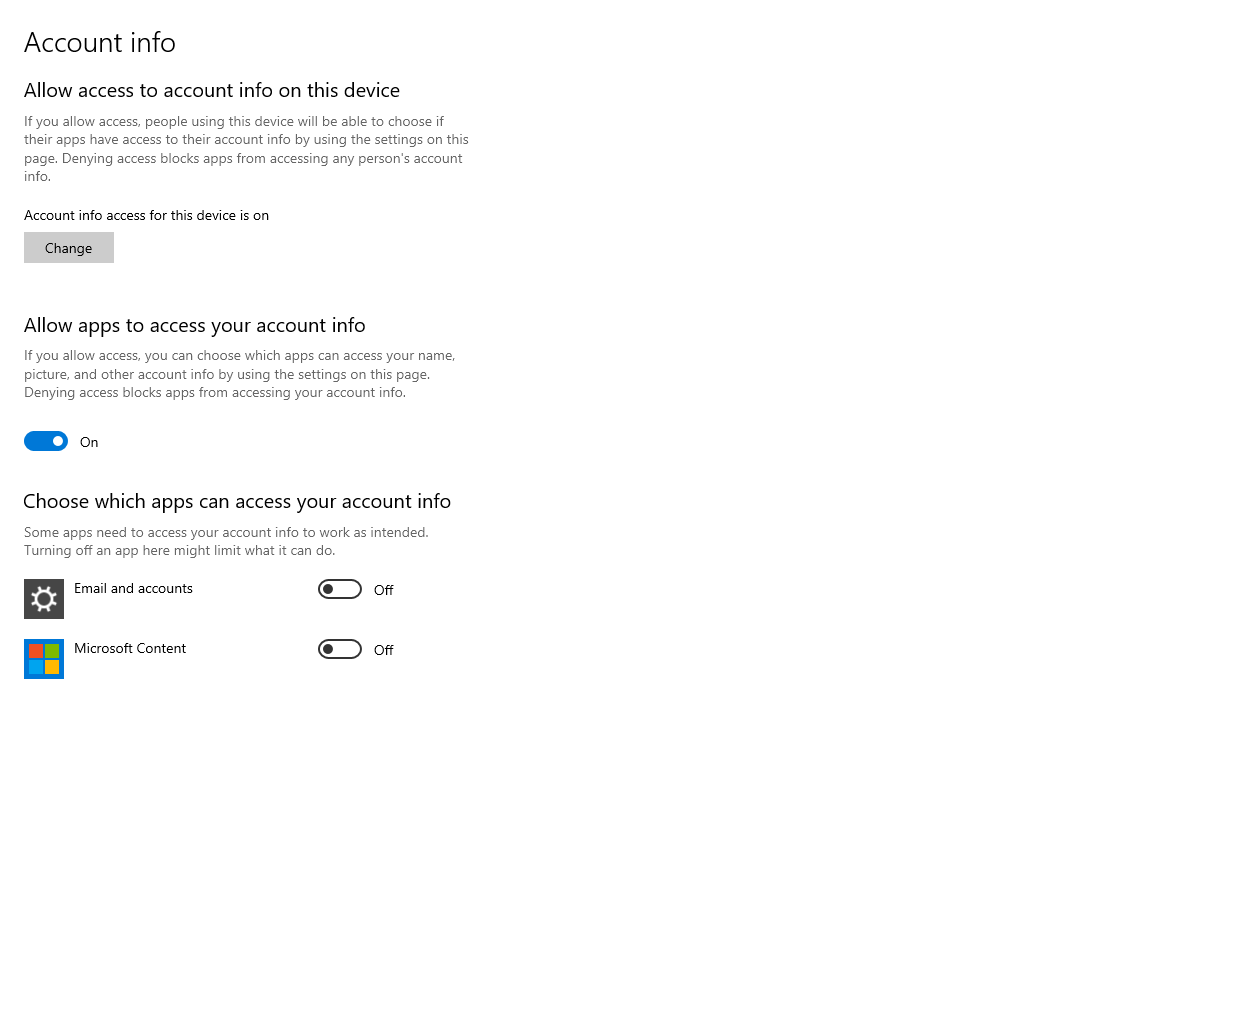 Account info
Allow access to account info on this device
If you allow access, people using this device will be able to choose if
their apps have access to their account info by using the settings on this
page. Denying access blocks apps from accessing any person's account
info.
Account info access for this device is on
Change
Allow apps to access your account info
If you allow access, you can choose which apps can access your name,
picture, and other account info by using the settings on this page.
Denying access blocks apps from accessing your account info.
On
Choose which apps can access your account info
Some apps need to access your account info to work as intended.
Turning off an app here might limit what it can do.
Email and accounts Off
Microsoft Content Off